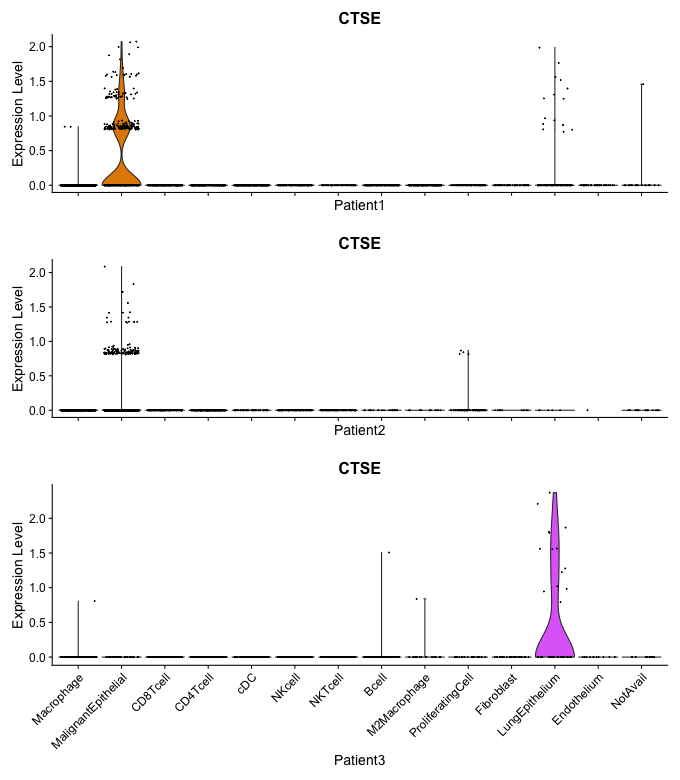 CTSE
Expression Level
2.0
1.5
1.0
0.5
0.0
Patient1
CTSE
Expression Level
2.0
1.5
1.0
0.5
0.0
Patient2
CTSE
Expression Level
2.0
1.5
1.0
0.5
0.0
Macrophage
MalignantEpithelial
CD8Tcell
CD4Tcell
cDC
NKcell
NKTcell
Bcell
M2Macrophage
ProliferatingCell
Fibroblast
LungEpithelium
Endothelium
NotAvail
Patient3